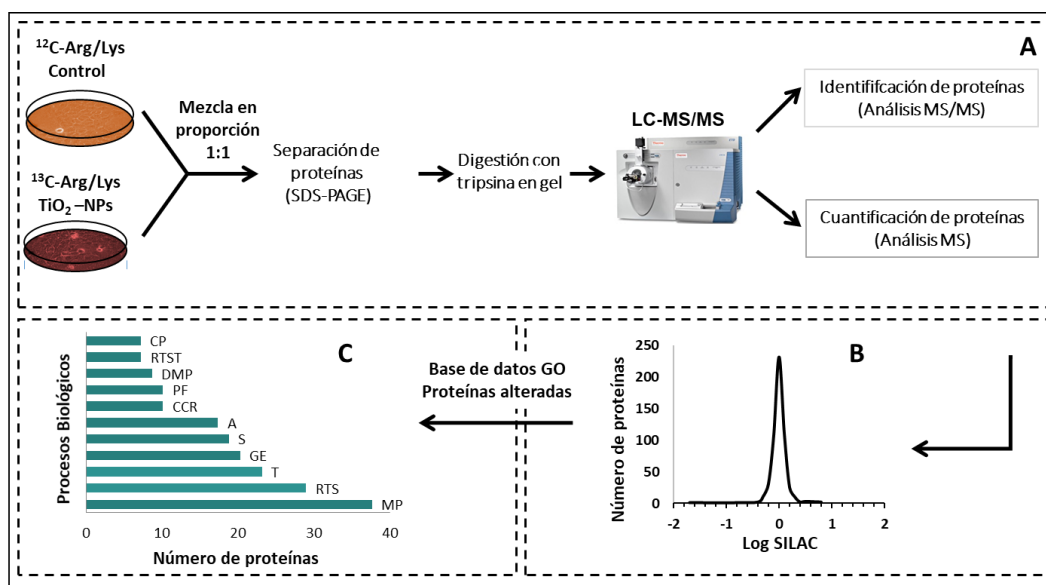 A
¹²C-Arg/Lys
Control
¹³C-Arg/Lys
TiO₂ –NPs
Mezcla en
proporción
1:1
Separación de
proteínas
(SDS-PAGE)
Digestión con
tripsina en gel
LC-MS/MS
Identififcación de proteínas
(Análisis MS/MS)
Cuantificación de proteínas
(Análisis MS)
B
Número de proteínas
250
200
150
100
50
0
-2
-1
0
1
2
Log SILAC
Base de datos GO
Proteínas alteradas
C
Procesos Biológicos
CP
RTST
DMP
PF
CCR
A
S
GE
T
RTS
MP
0
10
20
30
40
Número de proteínas